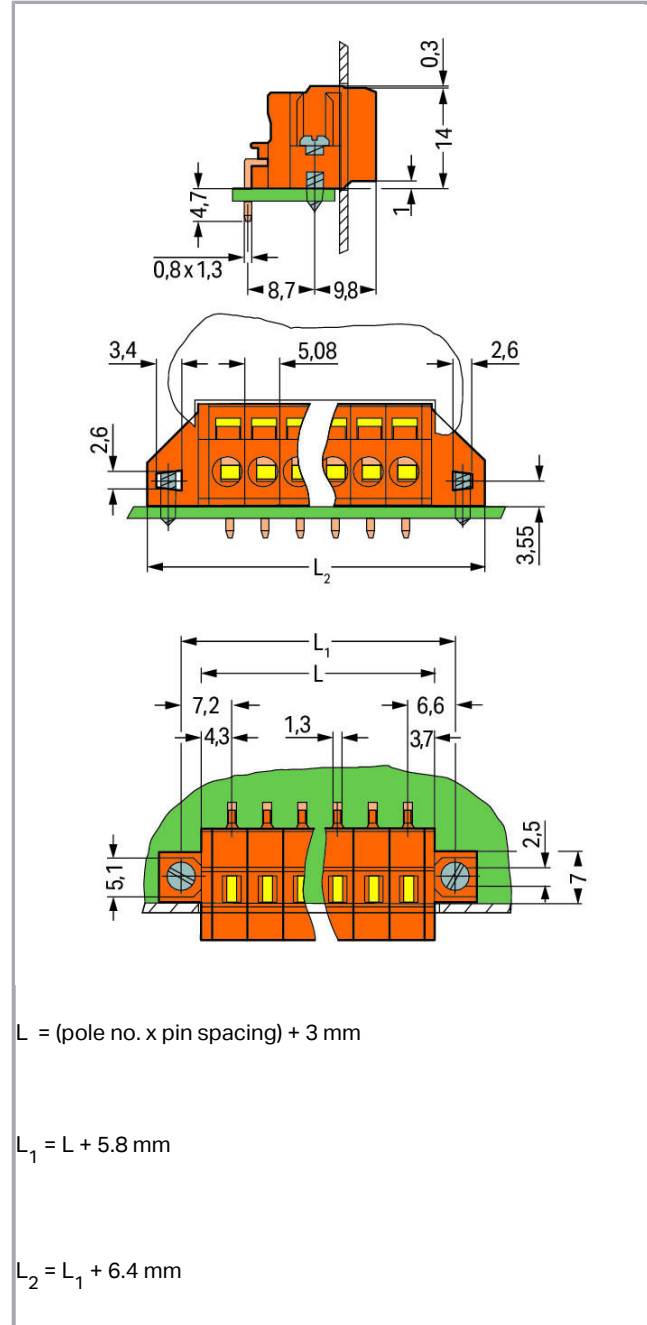 0,3
14
1
4,7
0,8 x 1,3
8,7
9,8
3,4
5,08
2,6
2,6
3,55
L2
L1
L
7,2
6,6
4,3
1,3
3,7
2,5
5,1
7
L = (pole no. x pin spacing) + 3 mm
L1 = L + 5.8 mm
L2 = L1 + 6.4 mm